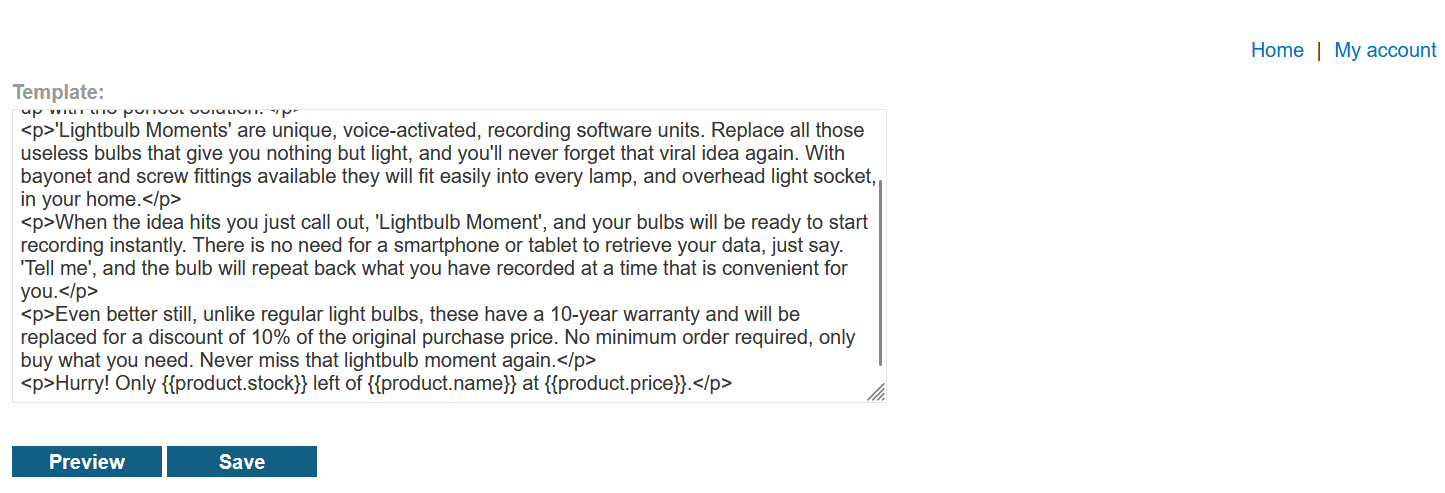 Home | My account
Template:
up with the perfect solution. </p>
<p>'Lightbulb Moments' are unique, voice-activated, recording software units. Replace all those
useless bulbs that give you nothing but light, and you'll never forget that viral idea again. With
bayonet and screw fittings available they will fit easily into every lamp, and overhead light socket,
in your home.</p>
<p>When the idea hits you just call out, 'Lightbulb Moment', and your bulbs will be ready to start
recording instantly. There is no need for a smartphone or tablet to retrieve your data, just say.
'Tell me', and the bulb will repeat back what you have recorded at a time that is convenient for
you.</p>
<p>Even better still, unlike regular light bulbs, these have a 10-year warranty and will be
replaced for a discount of 10% of the original purchase price. No minimum order required, only
buy what you need. Never miss that lightbulb moment again.</p>
<p>Hurry! Only {{product.stock}} left of {{product.name}} at {{product.price}}.</p>
Preview Save